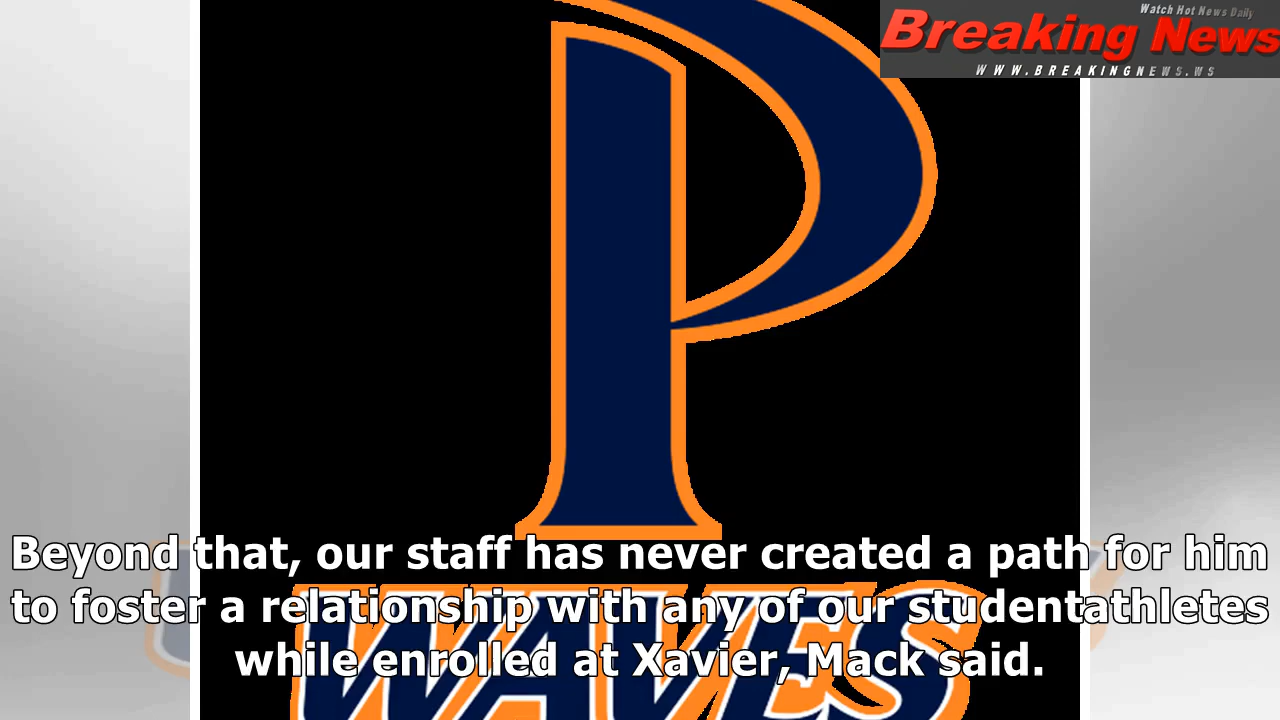 Watch Hot News Daily
Breaking News
WWW.BREAKINGNEWS.WS
P
Beyond that, our staff has never created a path for him
to foster a relationship with any of our studentathletes
while enrolled at Xavier, Mack said.
WAVES